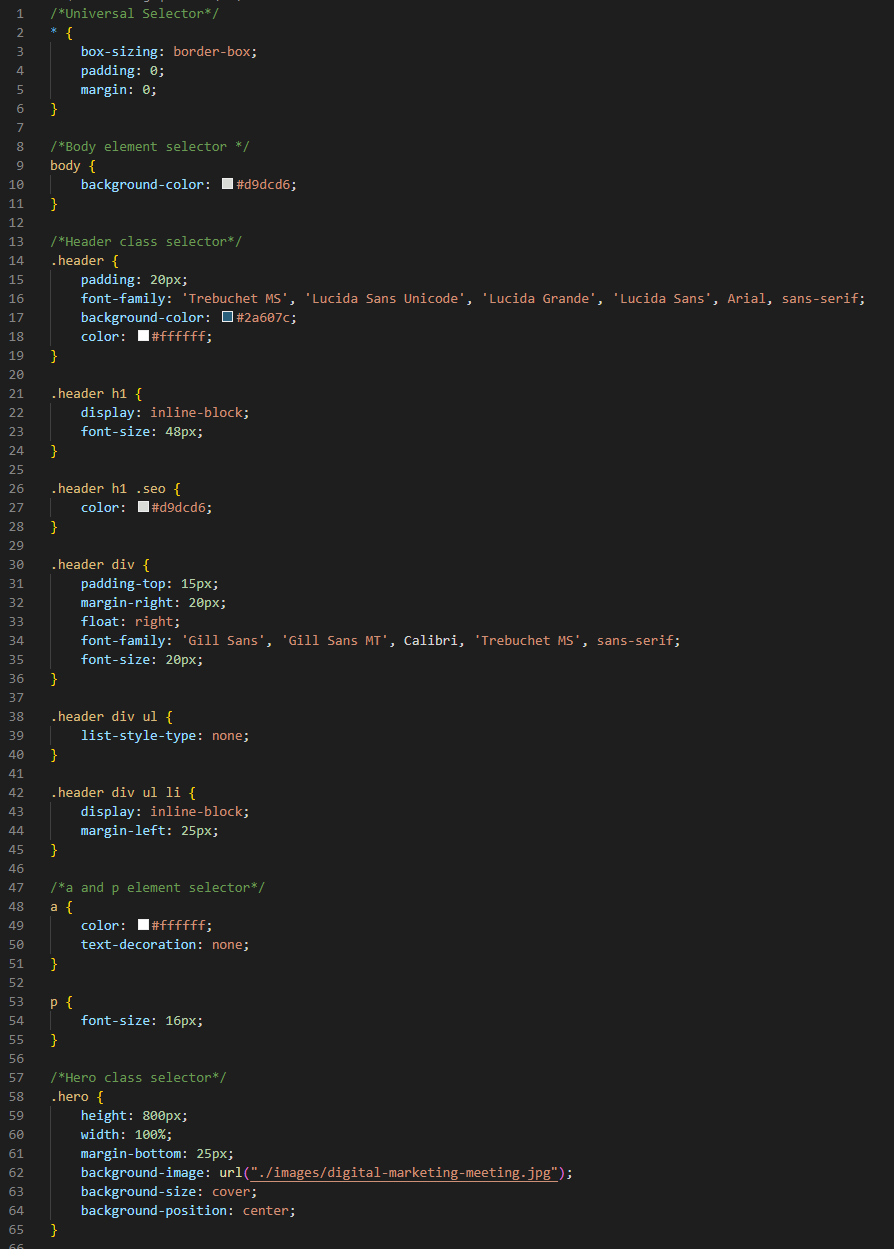 1 /*Universal Selector*/
2 * {
3     box-sizing: border-box;
4     padding: 0;
5     margin: 0;
6 }
7
8 /*Body element selector */
9 body {
10     background-color: #d9dcd6;
11 }
12
13 /*Header class selector*/
14 .header {
15     padding: 20px;
16     font-family: 'Trebuchet MS', 'Lucida Sans Unicode', 'Lucida Grande', 'Lucida Sans', Arial, sans-serif;
17     background-color: #2a607c;
18     color: #ffffff;
19 }
20
21 .header h1 {
22     display: inline-block;
23     font-size: 48px;
24 }
25
26 .header h1 .seo {
27     color: #d9dcd6;
28 }
29
30 .header div {
31     padding-top: 15px;
32     margin-right: 20px;
33     float: right;
34     font-family: 'Gill Sans', 'Gill Sans MT', Calibri, 'Trebuchet MS', sans-serif;
35     font-size: 20px;
36 }
37
38 .header div ul {
39     list-style-type: none;
40 }
41
42 .header div ul li {
43     display: inline-block;
44     margin-left: 25px;
45 }
46
47 /*a and p element selector*/
48 a {
49     color: #ffffff;
50     text-decoration: none;
51 }
52
53 p {
54     font-size: 16px;
55 }
56
57 /*Hero class selector*/
58 .hero {
59     height: 800px;
60     width: 100%;
61     margin-bottom: 25px;
62     background-image: url("./images/digital-marketing-meeting.jpg");
63     background-size: cover;
64     background-position: center;
65 }
66